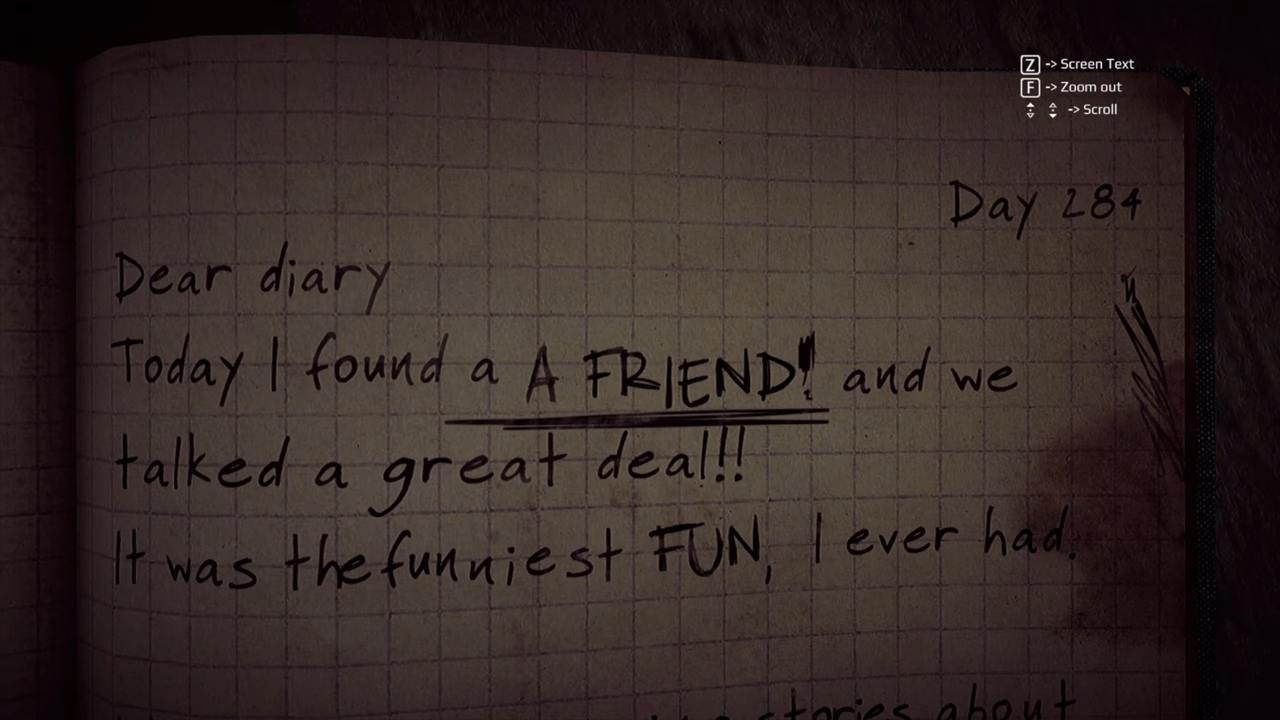 Z -> Screen Text
F -> Zoom out
-> Scroll
Day 284
Dear diary
Today I found a A FRIEND! and we
talked a great deal!!!
It was the funniest FUN, I ever had.
stories about